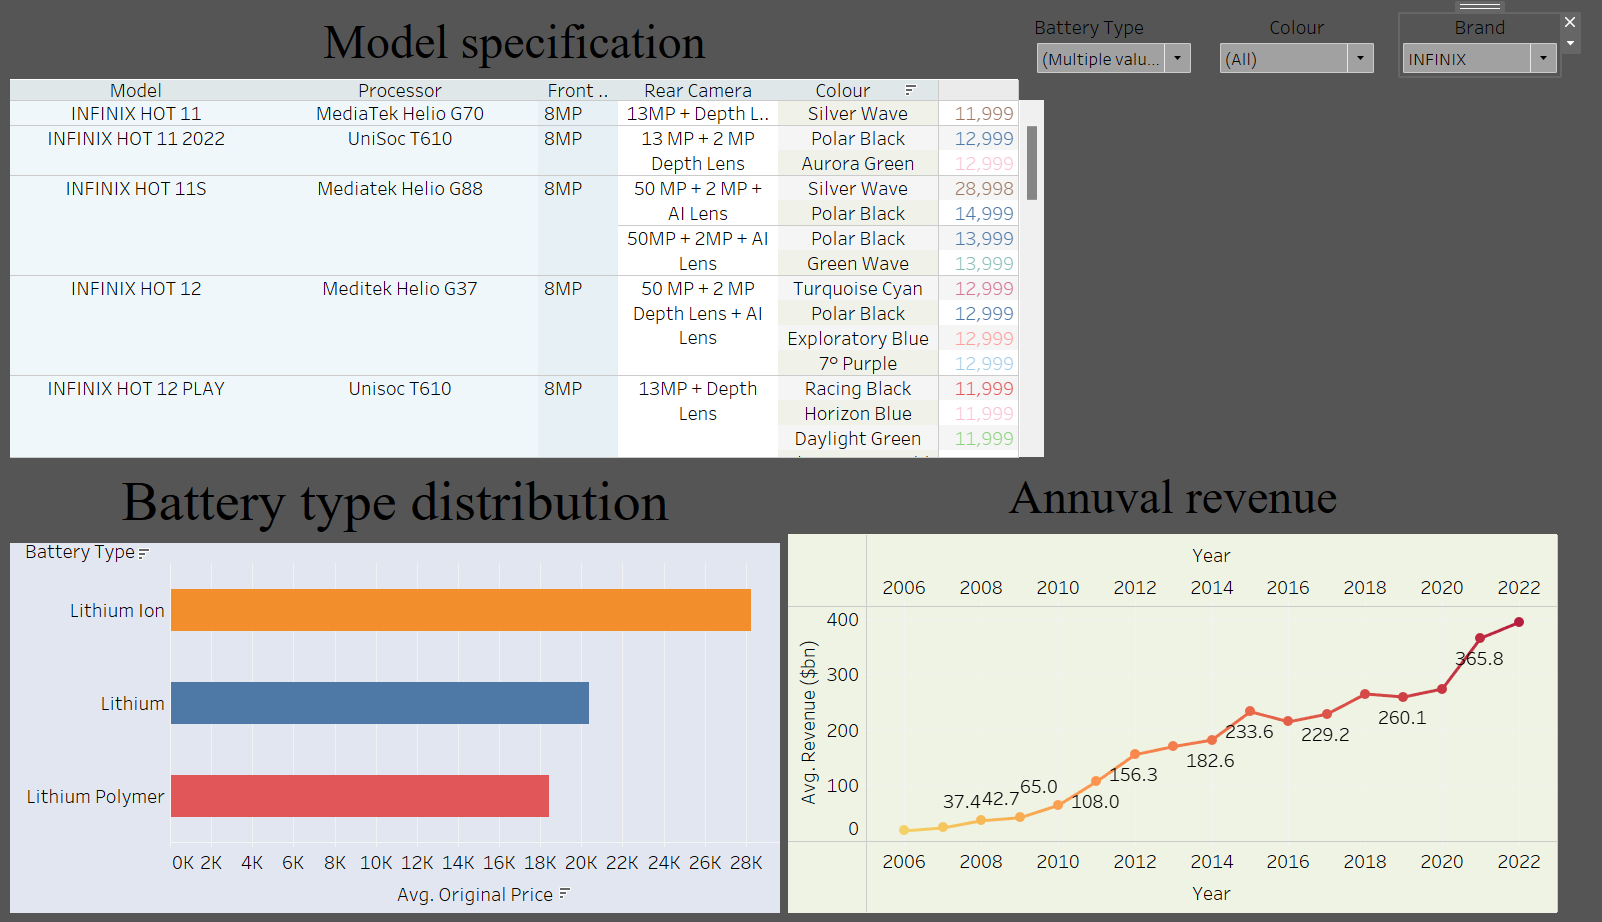 Model specification
Battery Type
Colour
Brand
(Multiple valu...
(All)
INFINIX
Model Processor Front .. Rear Camera Colour
INFINIX HOT 11 MediaTek Helio G70 8MP 13MP + Depth L.. Silver Wave 11,999
INFINIX HOT 11 2022 UniSoc T610 8MP 13 MP + 2 MP Polar Black 12,999
Depth Lens Aurora Green 12,999
INFINIX HOT 11S Mediatek Helio G88 8MP 50 MP + 2 MP + Silver Wave 28,998
AI Lens Polar Black 14,999
50MP + 2MP + AI Polar Black 13,999
Lens Green Wave 13,999
INFINIX HOT 12 Meditek Helio G37 8MP 50 MP + 2 MP Turquoise Cyan 12,999
Depth Lens + AI Polar Black 12,999
Lens Exploratory Blue 12,999
7° Purple 12,999
INFINIX HOT 12 PLAY Unisoc T610 8MP 13MP + Depth Racing Black 11,999
Lens Horizon Blue 11,999
Daylight Green 11,999
Battery type distribution
Battery Type
Lithium Ion
Lithium
Lithium Polymer
0K 2K 4K 6K 8K 10K 12K 14K 16K 18K 20K 22K 24K 26K 28K
Avg. Original Price
Annuval revenue
Year
2006 2008 2010 2012 2014 2016 2018 2020 2022
Avg. Revenue ($bn)
400
300
200
100
0
37.4
42.7
65.0
108.0
156.3
182.6
233.6
229.2
260.1
365.8
2006 2008 2010 2012 2014 2016 2018 2020 2022
Year